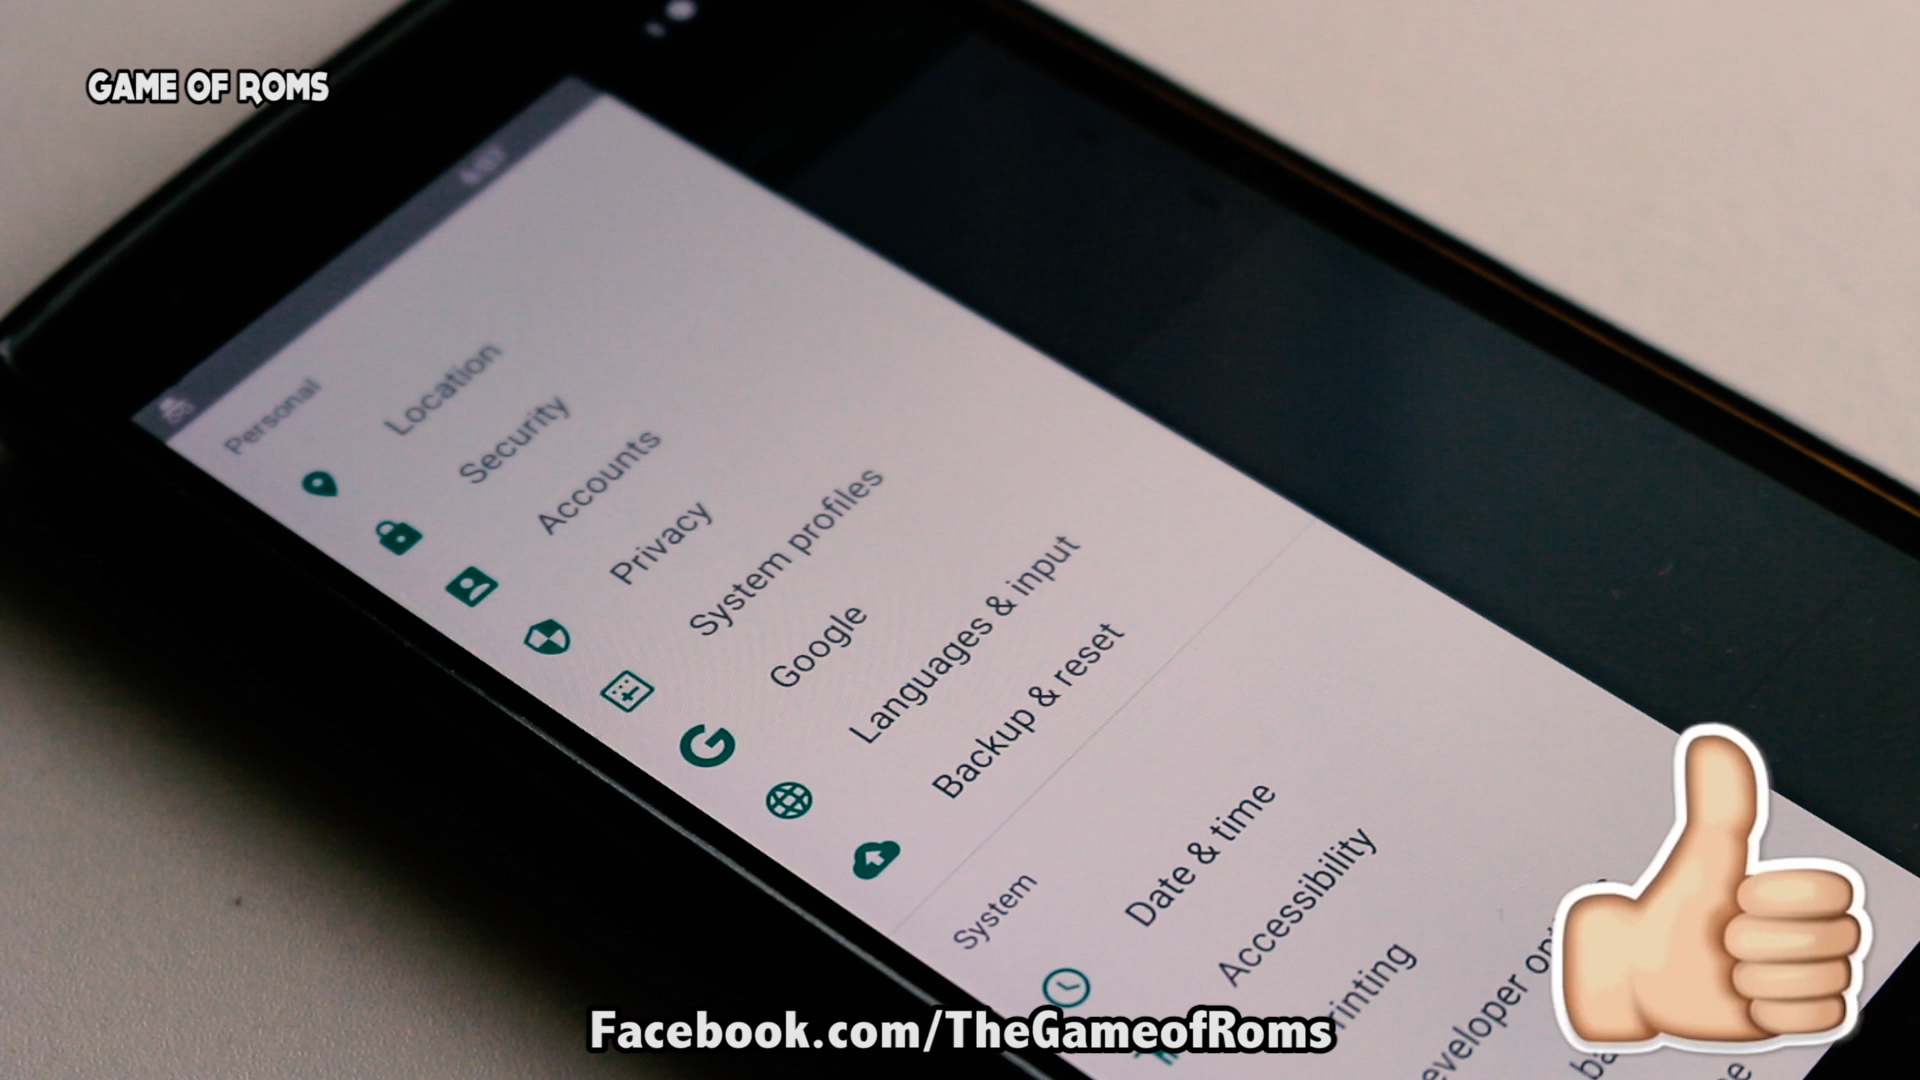 GAME OF ROMS
Personal
Location
Security
Accounts
Privacy
System profiles
Google
Languages & input
Backup & reset
System
Date & time
Accessibility
Facebook.com/TheGameofRoms